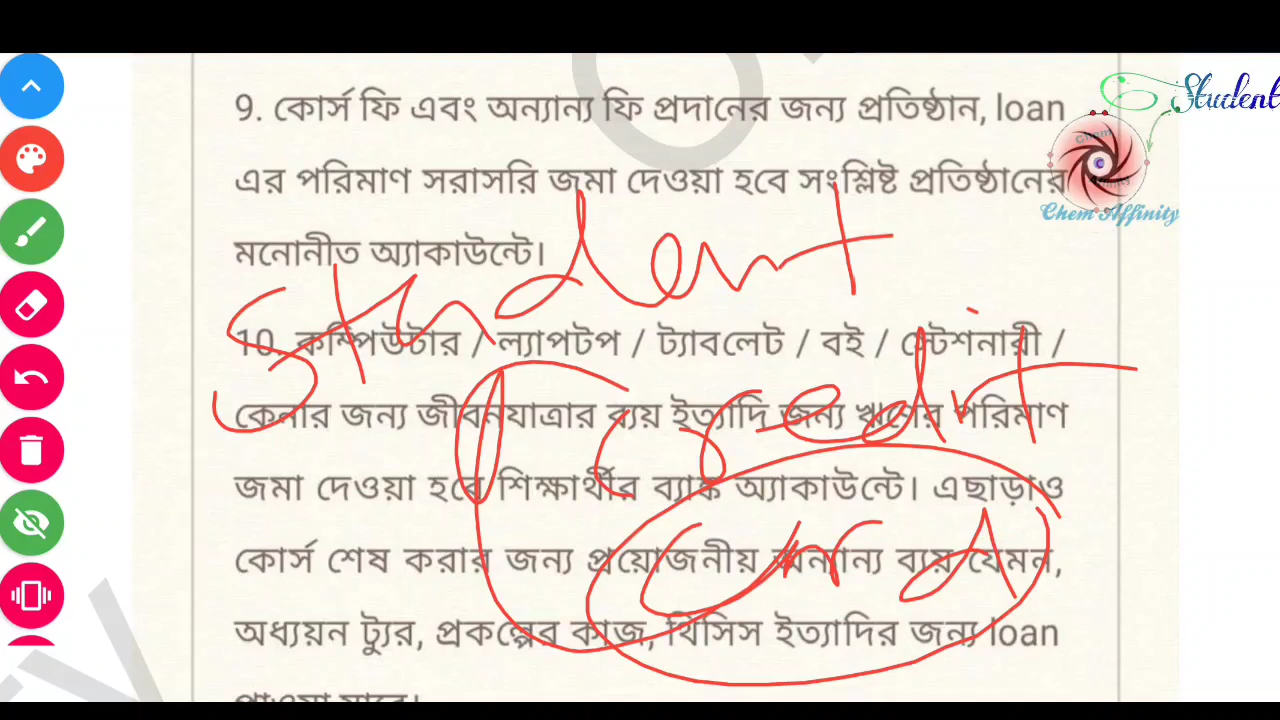 Student
9. কোর্স ফি এবং অন্যান্য ফি প্রদানের জন্য প্রতিষ্ঠান, loan
এর পরিমাণ সরাসরি জমা দেওয়া হবে সংশ্লিষ্ট প্রতিষ্ঠানের
Chem Affinity
মনোনীত অ্যাকাউন্টে।
Student
10. কম্পিউটার / ল্যাপটপ / ট্যাবলেট / বই / স্টেশনারী /
Credit
কেনার জন্য জীবনযাত্রার ব্যয় ইত্যাদি জন্য ঋণের পরিমাণ
জমা দেওয়া হবে শিক্ষার্থীর ব্যাঙ্ক অ্যাকাউন্টে। এছাড়াও
Card
কোর্স শেষ করার জন্য প্রয়োজনীয় অন্যান্য ব্যয় যেমন,
অধ্যয়ন ট্যুর, প্রকল্পের কাজ, থিসিস ইত্যাদির জন্য loan
পাওয়া যাবে।